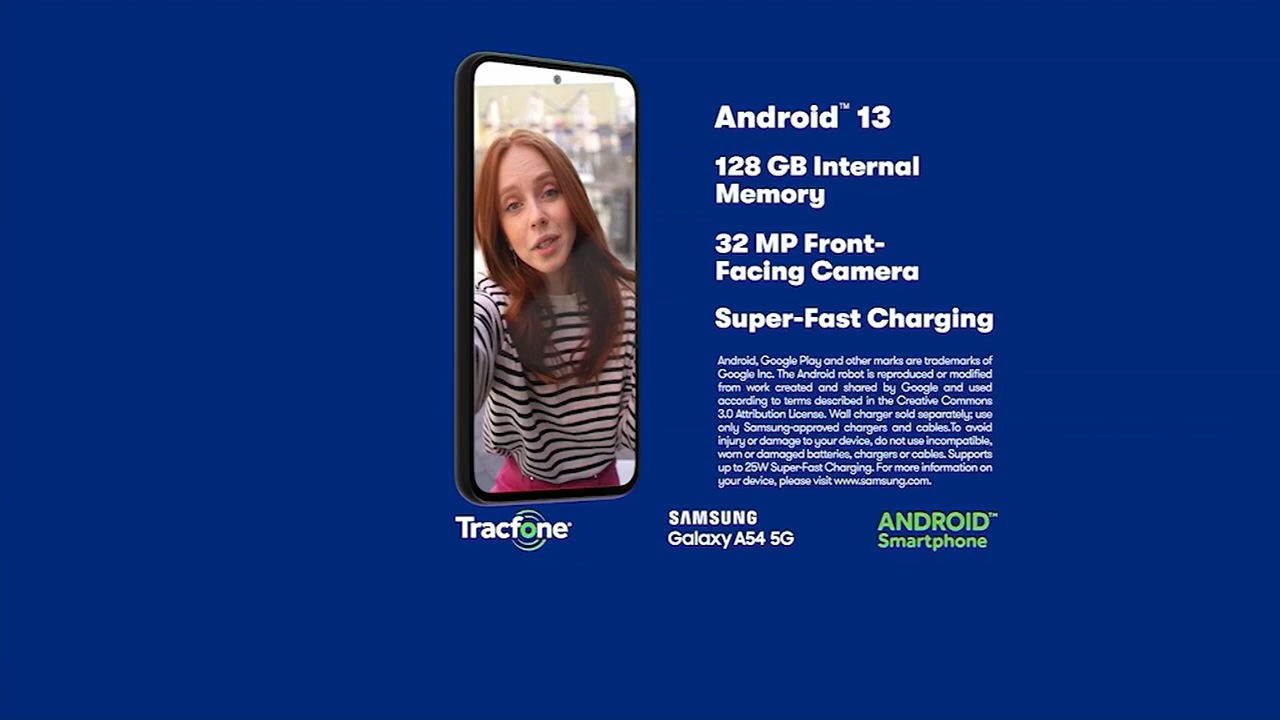 Android™ 13
128 GB Internal
Memory
32 MP Front-
Facing Camera
Super-Fast Charging
Android, Google Play and other marks are trademarks of
Google Inc. The Android robot is reproduced or modified
from work created and shared by Google and used
according to terms described in the Creative Commons
3.0 Attribution License. Wall charger sold separately; use
only Samsung-approved chargers and cables.To avoid
injury or damage to your device, do not use incompatible,
worn or damaged batteries, chargers or cables. Supports
up to 25W Super-Fast Charging. For more information on
your device, please visit www.samsung.com.
Tracfone®
SAMSUNG
Galaxy A54 5G
ANDROID™
Smartphone